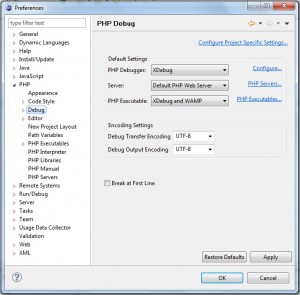 Preferences
type filter text
PHP Debug
General
Dynamic Languages
Help
Install/Update
Java
JavaScript
PHP
Appearance
Code Style
Debug
Editor
New Project Layout
Path Variables
PHP Executables
PHP Interpreter
PHP Libraries
PHP Manual
PHP Servers
Remote Systems
Run/Debug
Server
Tasks
Team
Usage Data Collector
Validation
Web
XML
Configure Project Specific Settings...
Default Settings
PHP Debugger: XDebug Configure...
Server: Default PHP Web Server PHP Servers...
PHP Executable: XDebug and WAMP PHP Executables...
Encoding Settings
Debug Transfer Encoding UTF-8
Debug Output Encoding UTF-8
Break at First Line
Restore Defaults Apply
? OK Cancel